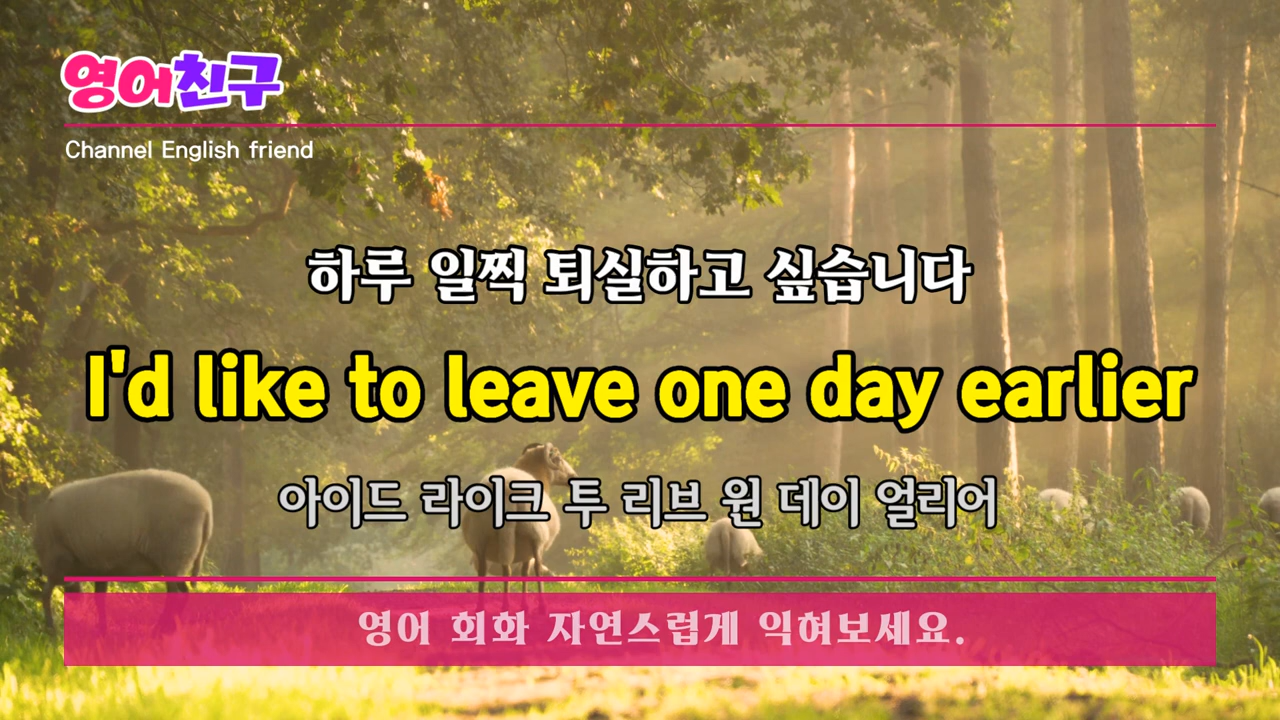 영어친구
Channel English friend
하루 일찍 퇴실하고 싶습니다
I'd like to leave one day earlier
아이드 라이크 투 리브 원 데이 얼리어
영어 회화 자연스럽게 익혀보세요.